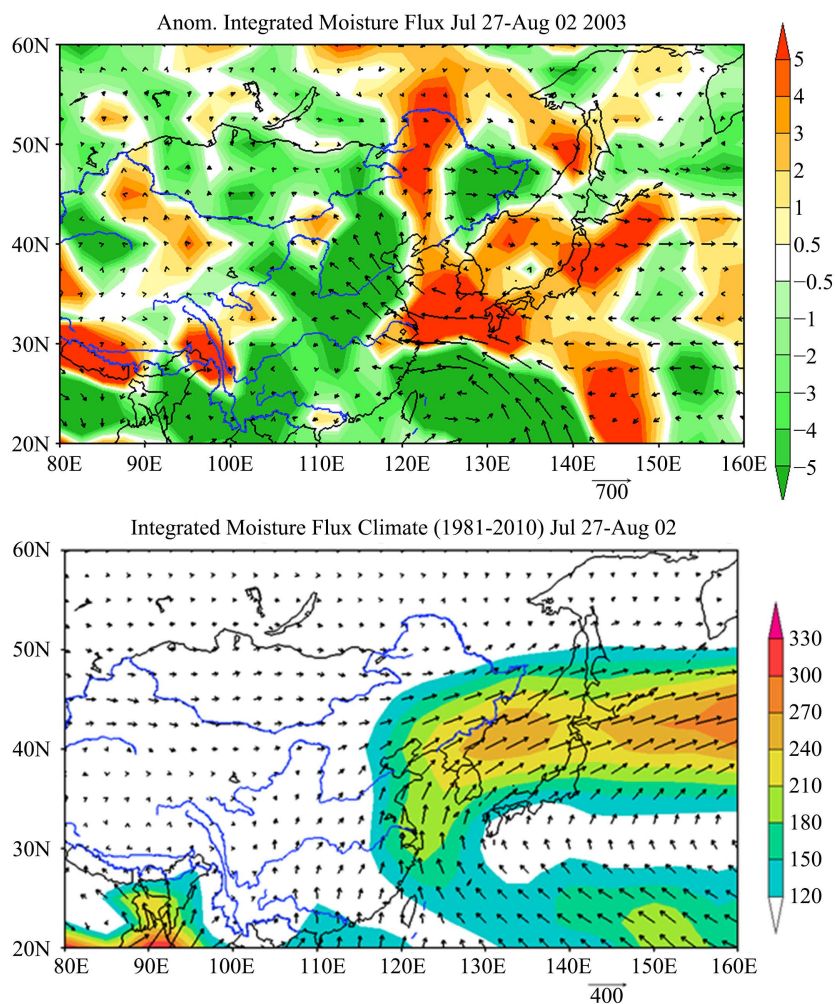 Anom. Integrated Moisture Flux Jul 27-Aug 02 2003
60N
50N
40N
30N
20N
80E 90E 100E 110E 120E 130E 140E 150E 160E
700
5
4
3
2
1
0.5
−0.5
−1
−2
−3
−4
−5
Integrated Moisture Flux Climate (1981-2010) Jul 27-Aug 02
60N
50N
40N
30N
20N
80E 90E 100E 110E 120E 130E 140E 150E 160E
400
330
300
270
240
210
180
150
120